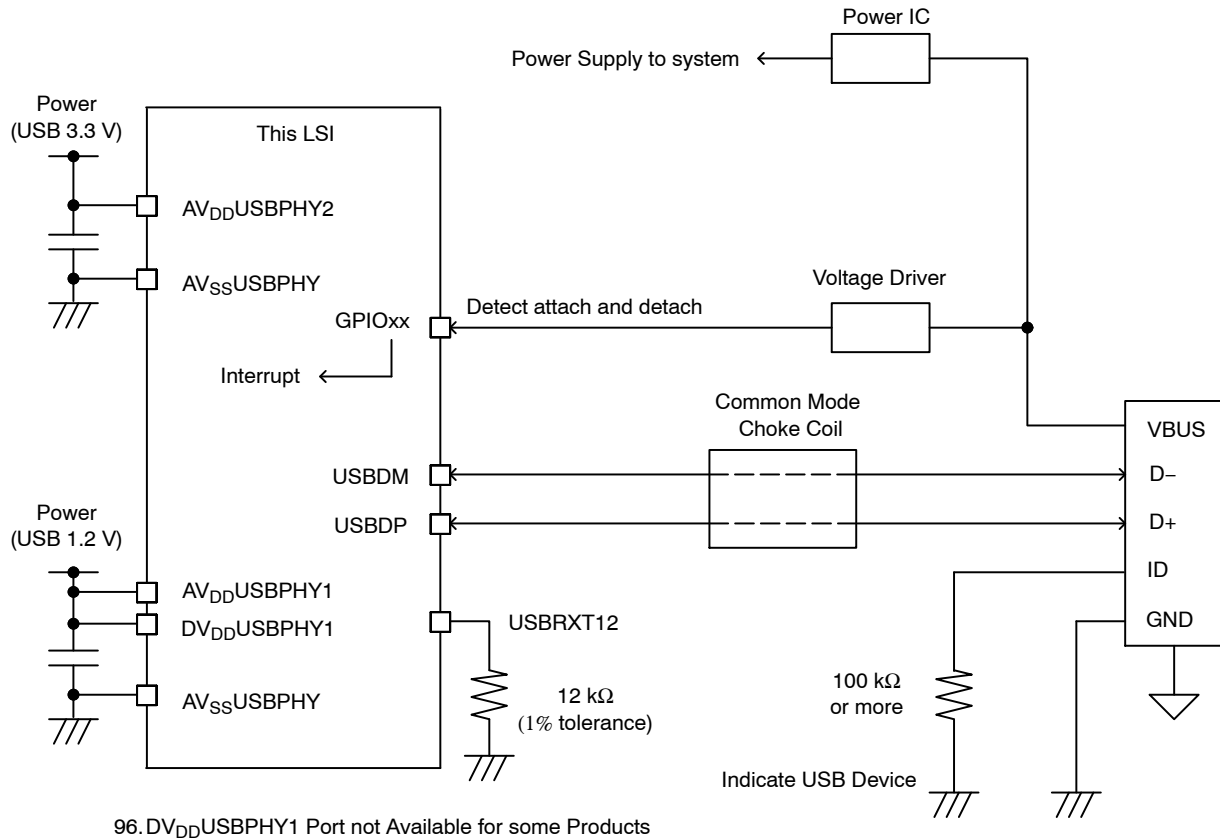 Power IC
Power Supply to system
Power
(USB 3.3 V)
This LSI
AVDDUSBPHY2
AVSSUSBPHY
GPIOxx
Interrupt
Detect attach and detach
Voltage Driver
Common Mode
Choke Coil
VBUS
D−
D+
ID
GND
USBDM
USBDP
Power
(USB 1.2 V)
AVDDUSBPHY1
DVDDUSBPHY1
AVSSUSBPHY
USBRXT12
12 kΩ
(1% tolerance)
100 kΩ
or more
Indicate USB Device
96.DVDDUSBPHY1 Port not Available for some Products